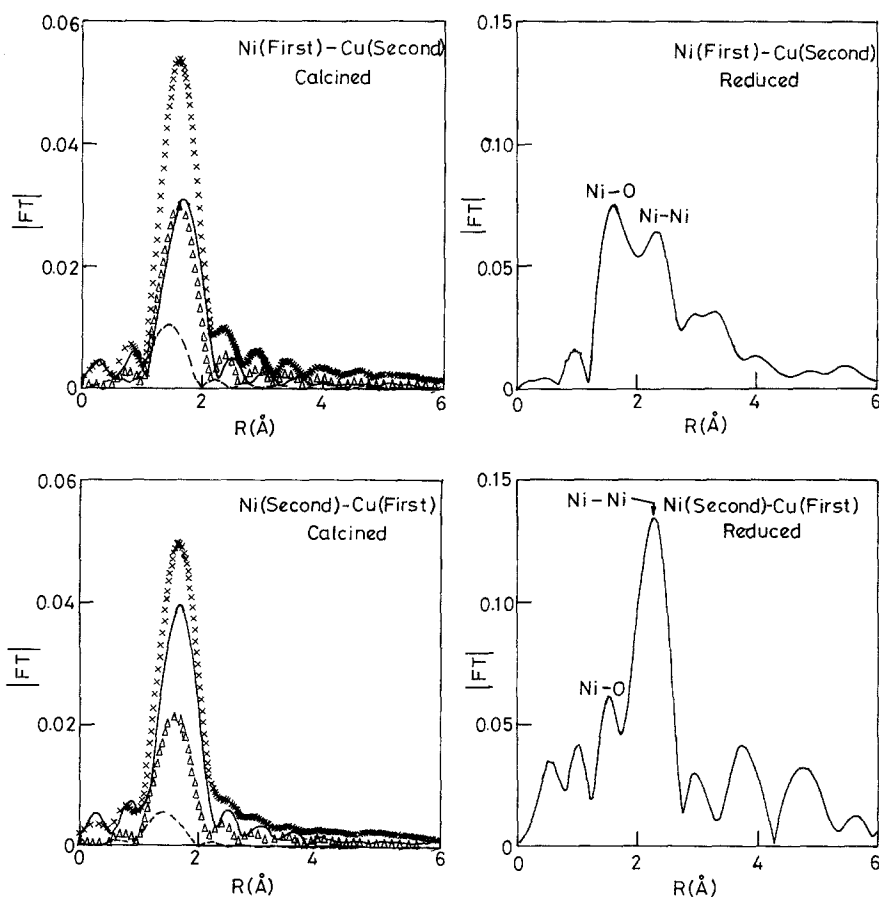 0.06
Ni(First)-Cu(Second)
Calcined
0.04
|FT|
0.02
0
0 2 4 6
R(Å)
0.15
Ni(First)-Cu(Second)
Reduced
0.10
Ni-O
Ni-Ni
|FT|
0.05
0
0 2 4 6
R(Å)
0.06
Ni(Second)-Cu(First)
Calcined
0.04
|FT|
0.02
0
0 2 4 6
R(Å)
0.15
Ni-Ni
Ni(Second)-Cu(First)
Reduced
0.10
|FT|
Ni-O
0.05
0
0 2 4 6
R(Å)